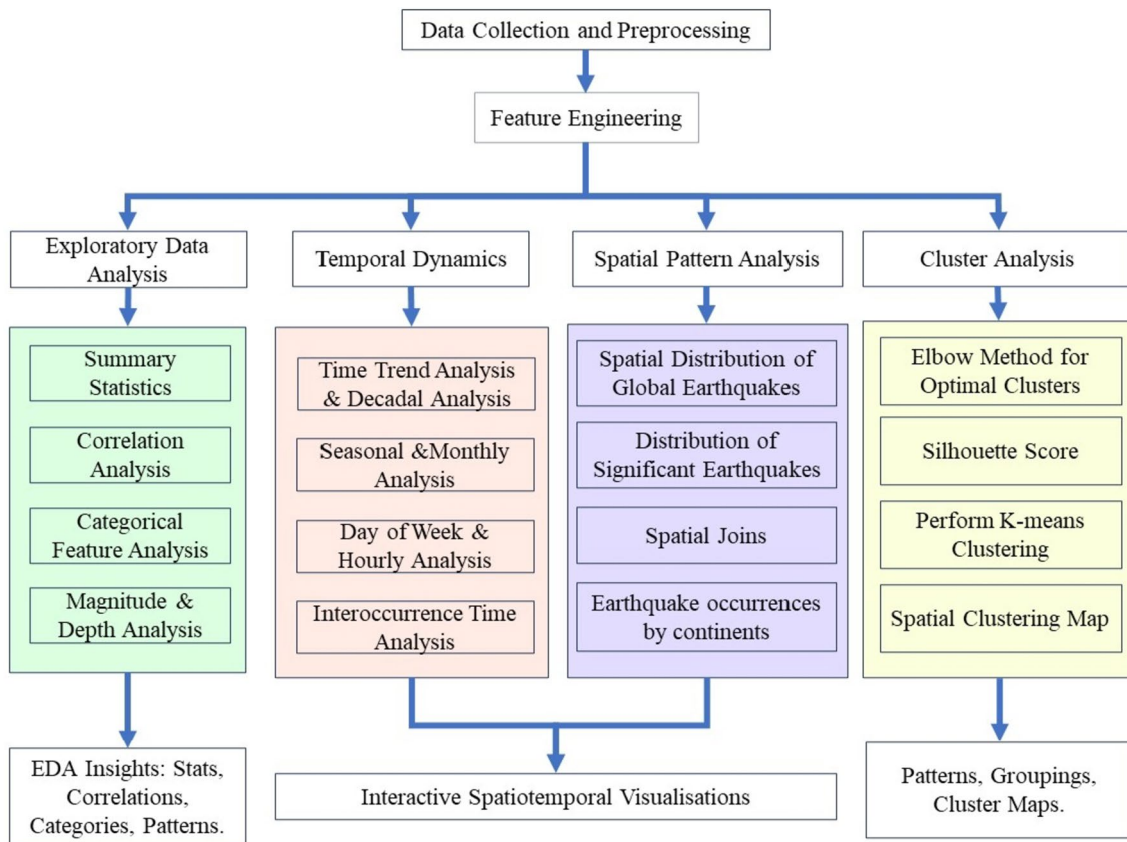 Data Collection and Preprocessing
Feature Engineering
Exploratory Data
Analysis
Temporal Dynamics
Spatial Pattern Analysis
Cluster Analysis
Summary
Statistics
Correlation
Analysis
Categorical
Feature Analysis
Magnitude &
Depth Analysis
Time Trend Analysis
& Decadal Analysis
Seasonal &Monthly
Analysis
Day of Week &
Hourly Analysis
Interoccurrence Time
Analysis
Spatial Distribution of
Global Earthquakes
Distribution of
Significant Earthquakes
Spatial Joins
Earthquake occurrences
by continents
Elbow Method for
Optimal Clusters
Silhouette Score
Perform K-means
Clustering
Spatial Clustering Map
EDA Insights: Stats,
Correlations,
Categories, Patterns.
Interactive Spatiotemporal Visualisations
Patterns, Groupings,
Cluster Maps.